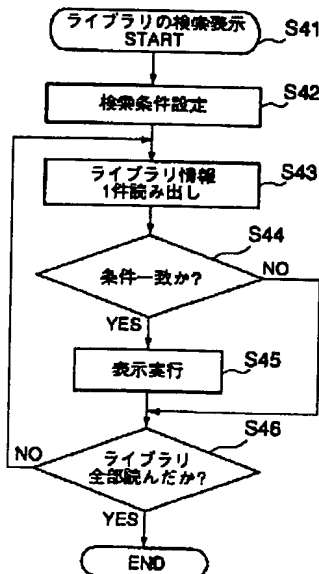 ライブラリの検索表示
START
S41
検索条件設定
S42
ライブラリ情報
1件読み出し
S43
条件一致か?
S44
NO
YES
表示実行
S45
ライブラリ
全部読んだか?
S46
NO
YES
END